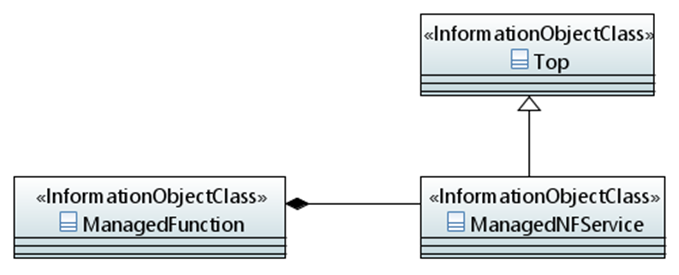 «InformationObjectClass»
Top
«InformationObjectClass»
ManagedFunction
«InformationObjectClass»
ManagedNFService